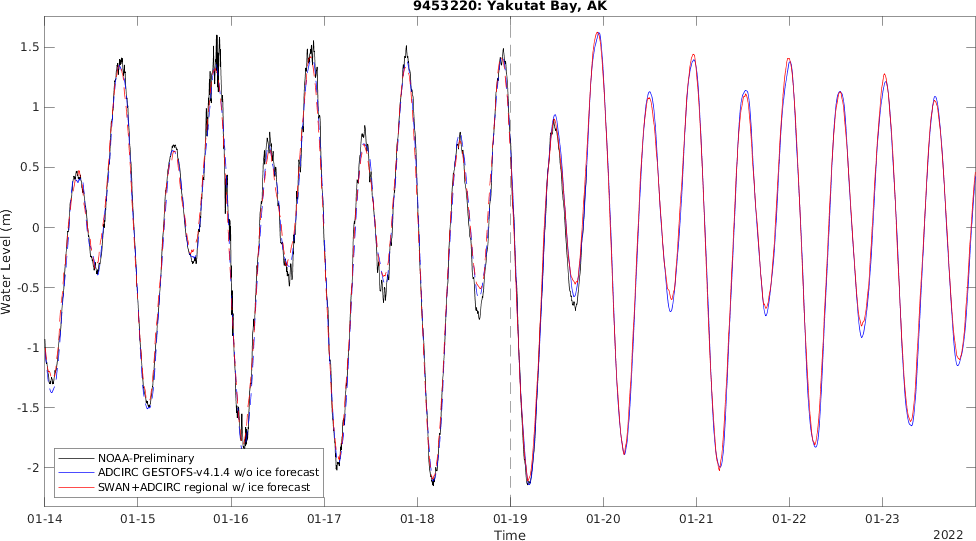 9453220: Yakutat Bay, AK
Water Level (m)
1.5
1
0.5
0
-0.5
-1
-1.5
-2
NOAA-Preliminary
ADCIRC GESTOFS-v4.1.4 w/o ice forecast
SWAN+ADCIRC regional w/ ice forecast
01-14 01-15 01-16 01-17 01-18 01-19 01-20 01-21 01-22 01-23
Time
2022